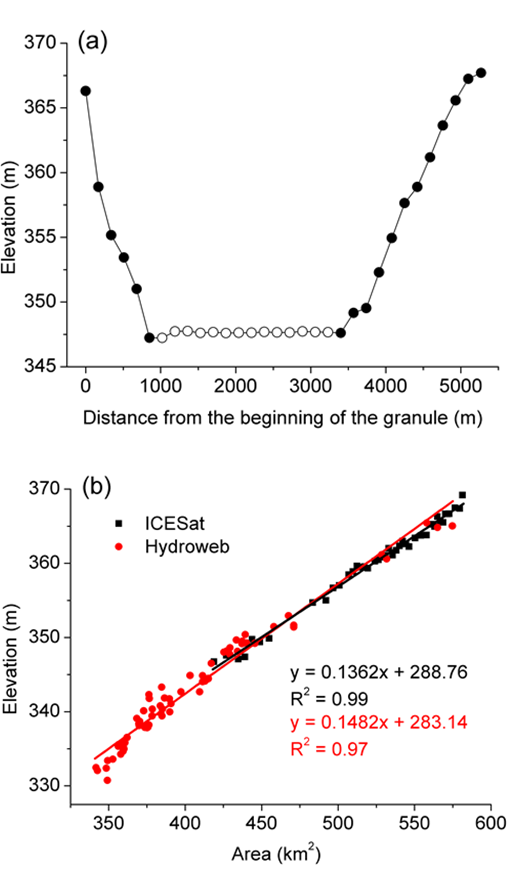 (a)
370
365
360
355
350
345
Elevation (m)
0 1000 2000 3000 4000 5000
Distance from the beginning of the granule (m)
(b)
370
360
350
340
330
Elevation (m)
ICESat
Hydroweb
y = 0.1362x + 288.76
R² = 0.99
y = 0.1482x + 283.14
R² = 0.97
350 400 450 500 550 600
Area (km²)